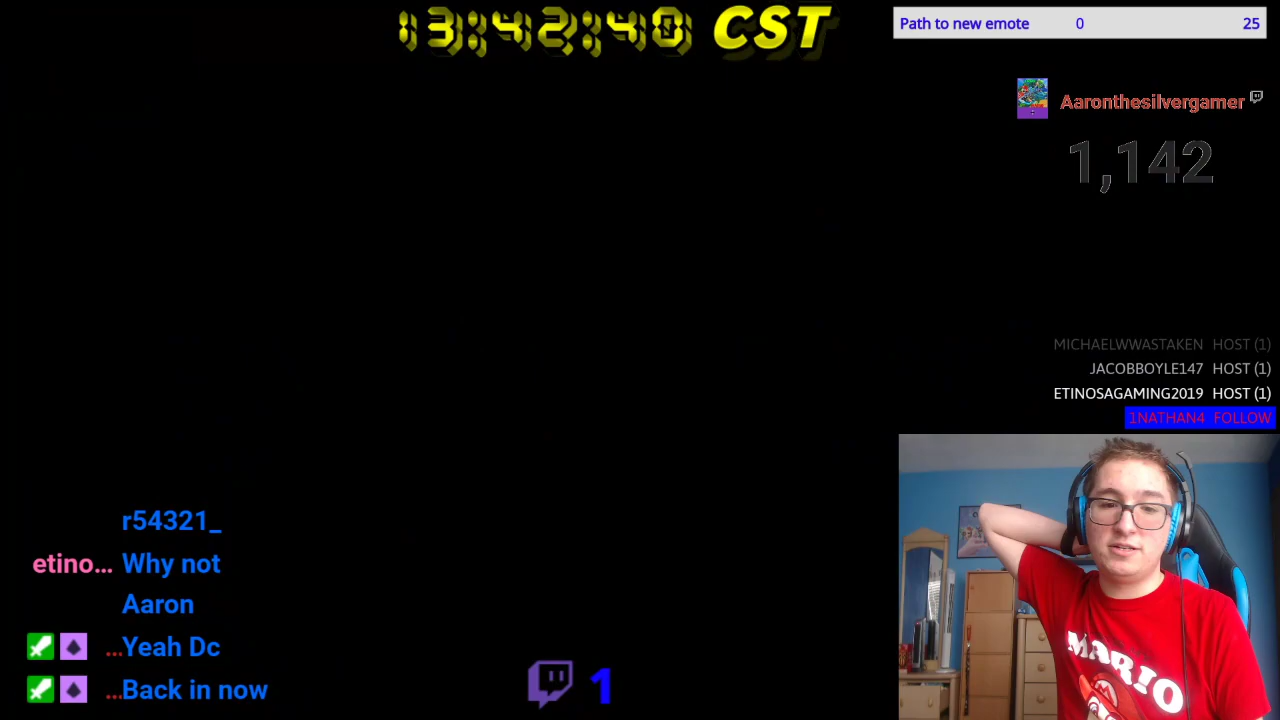 13:42:40 CST
Path to new emote 0 25
Aaronthesilvergamer
1,142
MICHAELWWASTAKEN HOST (1)
JACOBBOYLE147 HOST (1)
ETINOSAGAMING2019 HOST (1)
1NATHAN4 FOLLOW
r54321_
etino... Why not
Aaron
...Yeah Dc
...Back in now
1
MARIO